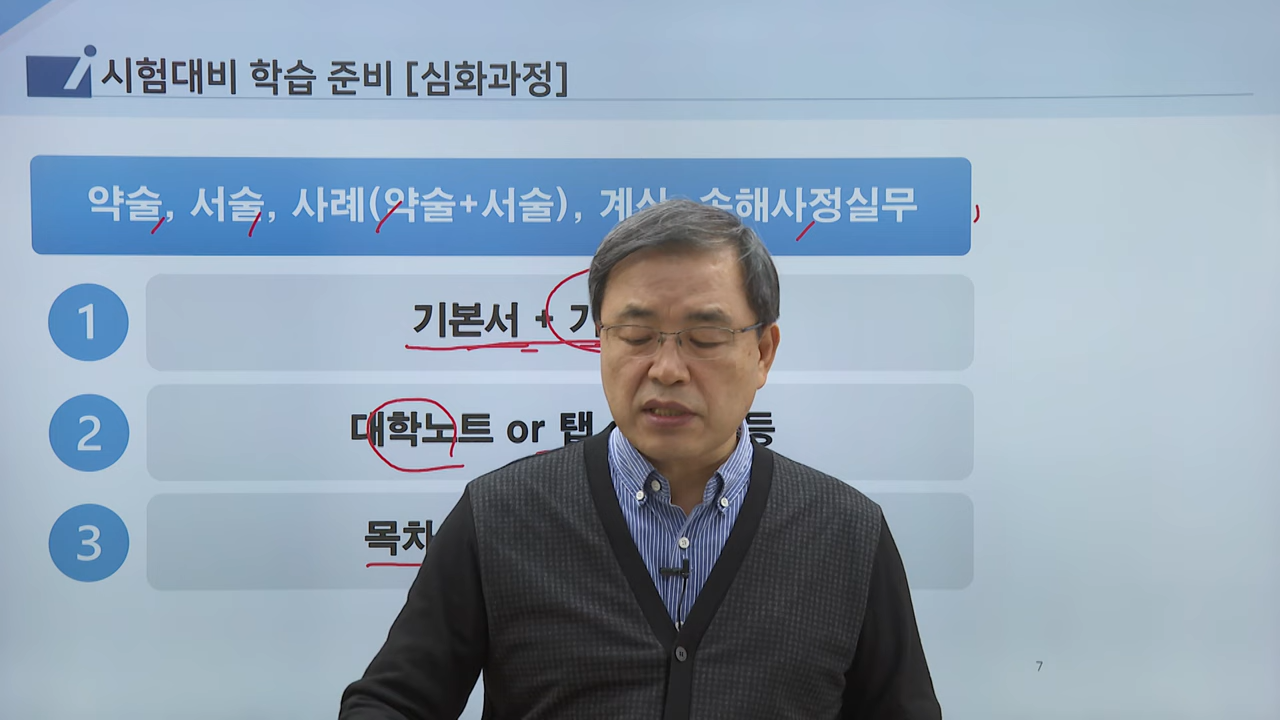 시험대비 학습 준비 [심화과정]
약술, 서술, 사례(약술+서술), 계산, 손해사정실무
1
기본서 +
2
대학노트 or 탭 등
3
목차
7